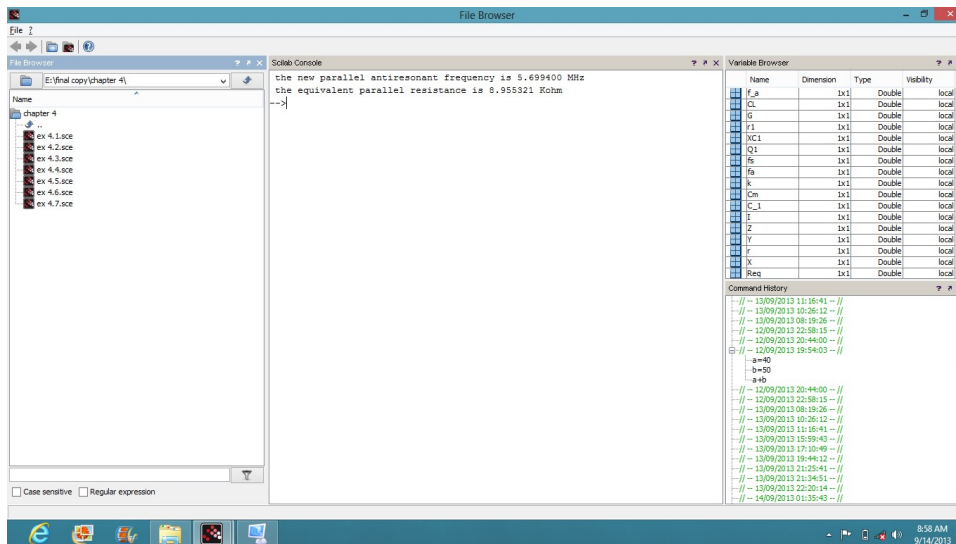 File Browser
File ?
File Browser
E:\final copy\chapter 4\
Name
chapter 4
..
ex 4.1.sce
ex 4.2.sce
ex 4.3.sce
ex 4.4.sce
ex 4.5.sce
ex 4.6.sce
ex 4.7.sce
Case sensitive Regular expression
Scilab Console
the new parallel antiresonant frequency is 5.699400 MHz
the equivalent parallel resistance is 8.955321 Kohm
-->
Variable Browser
Name Dimension Type Visibility
f_a 1x1 Double local
CL 1x1 Double local
G 1x1 Double local
r1 1x1 Double local
XC1 1x1 Double local
Q1 1x1 Double local
fs 1x1 Double local
fa 1x1 Double local
k 1x1 Double local
Cm 1x1 Double local
C_1 1x1 Double local
I 1x1 Double local
Z 1x1 Double local
Y 1x1 Double local
r 1x1 Double local
X 1x1 Double local
Req 1x1 Double local
Command History
// -- 13/09/2013 11:16:41 -- //
// -- 13/09/2013 10:26:12 -- //
// -- 13/09/2013 08:19:26 -- //
// -- 12/09/2013 22:58:15 -- //
// -- 12/09/2013 20:44:00 -- //
// -- 12/09/2013 19:54:03 -- //
a=40
b=50
a+b
// -- 12/09/2013 20:44:00 -- //
// -- 12/09/2013 22:58:15 -- //
// -- 13/09/2013 08:19:26 -- //
// -- 13/09/2013 10:26:12 -- //
// -- 13/09/2013 11:16:41 -- //
// -- 13/09/2013 15:59:43 -- //
// -- 13/09/2013 17:10:49 -- //
// -- 13/09/2013 19:44:12 -- //
// -- 13/09/2013 21:25:41 -- //
// -- 13/09/2013 21:34:51 -- //
// -- 13/09/2013 22:20:14 -- //
// -- 14/09/2013 01:35:43 -- //
8:58 AM
9/14/2013